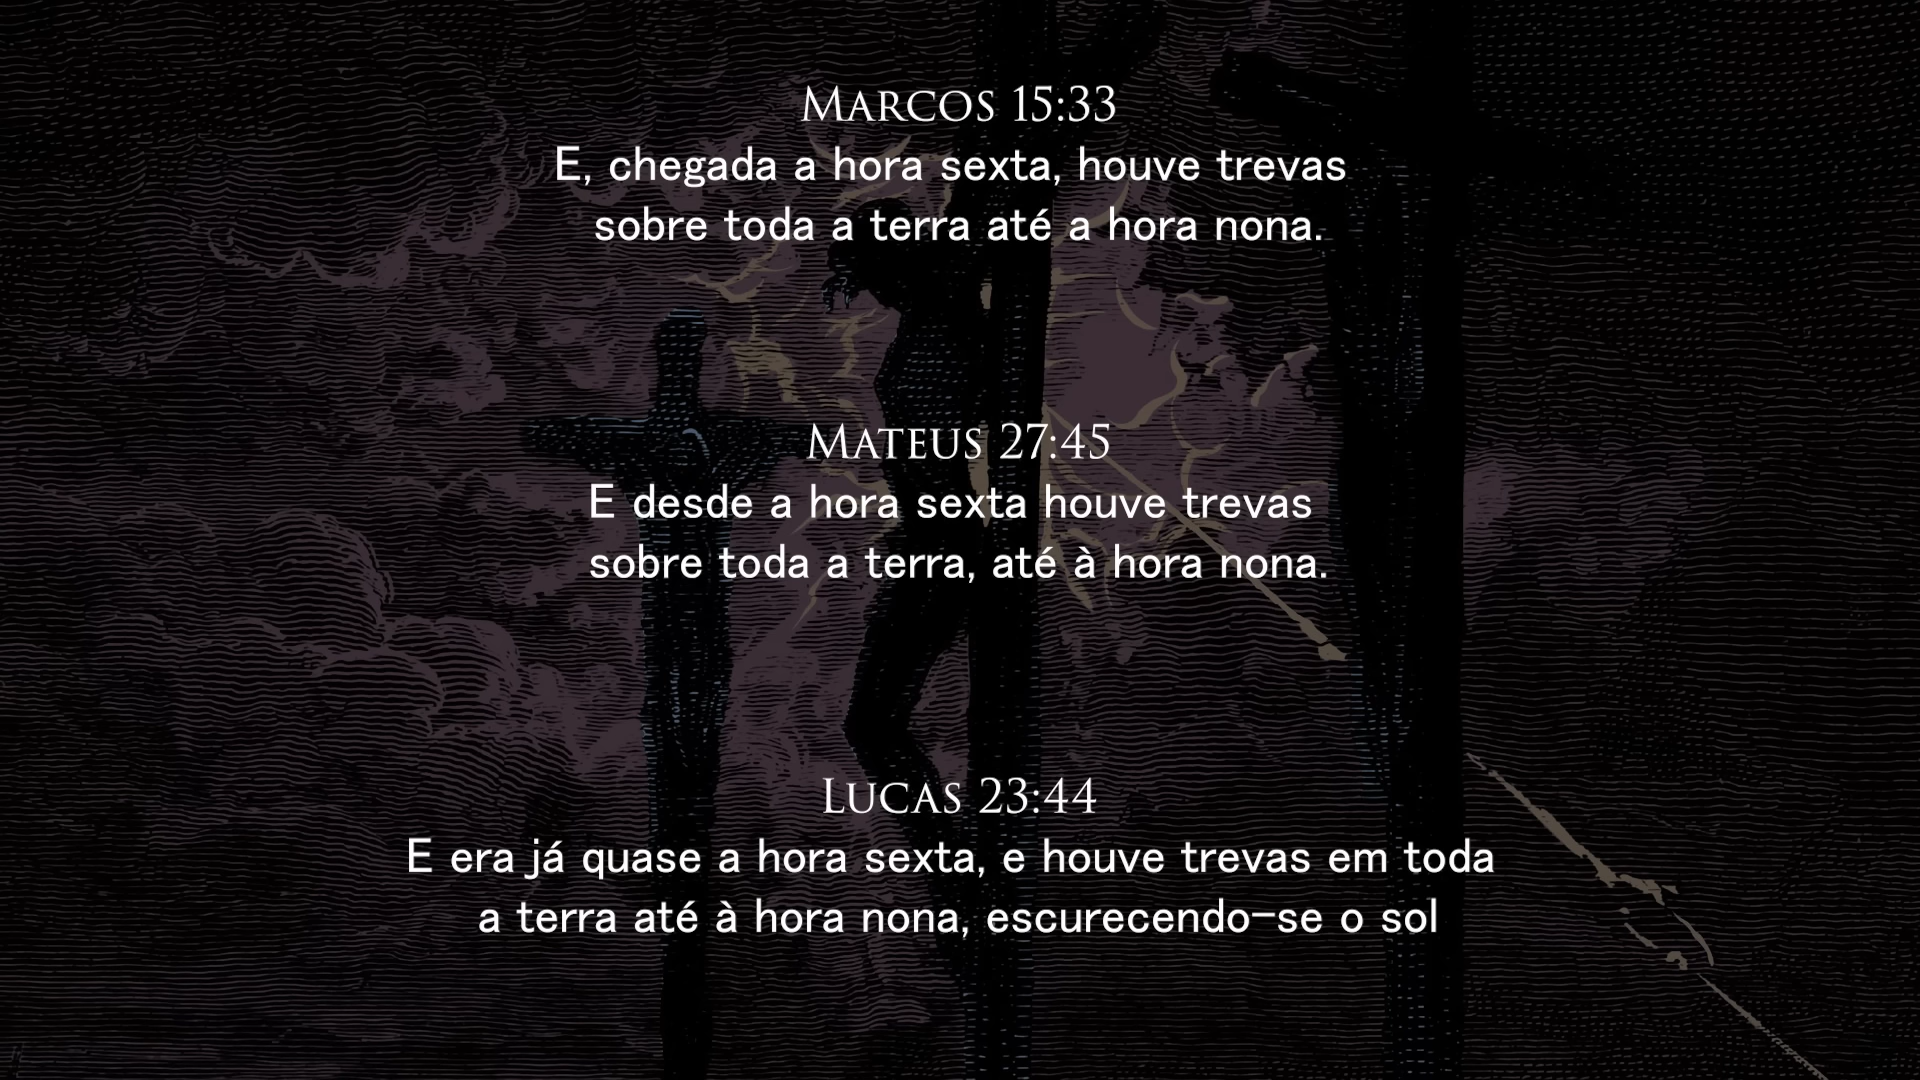 Marcos 15:33
E, chegada a hora sexta, houve trevas
sobre toda a terra até a hora nona.
Mateus 27:45
E desde a hora sexta houve trevas
sobre toda a terra, até à hora nona.
Lucas 23:44
E era já quase a hora sexta, e houve trevas em toda
a terra até à hora nona, escurecendo-se o sol